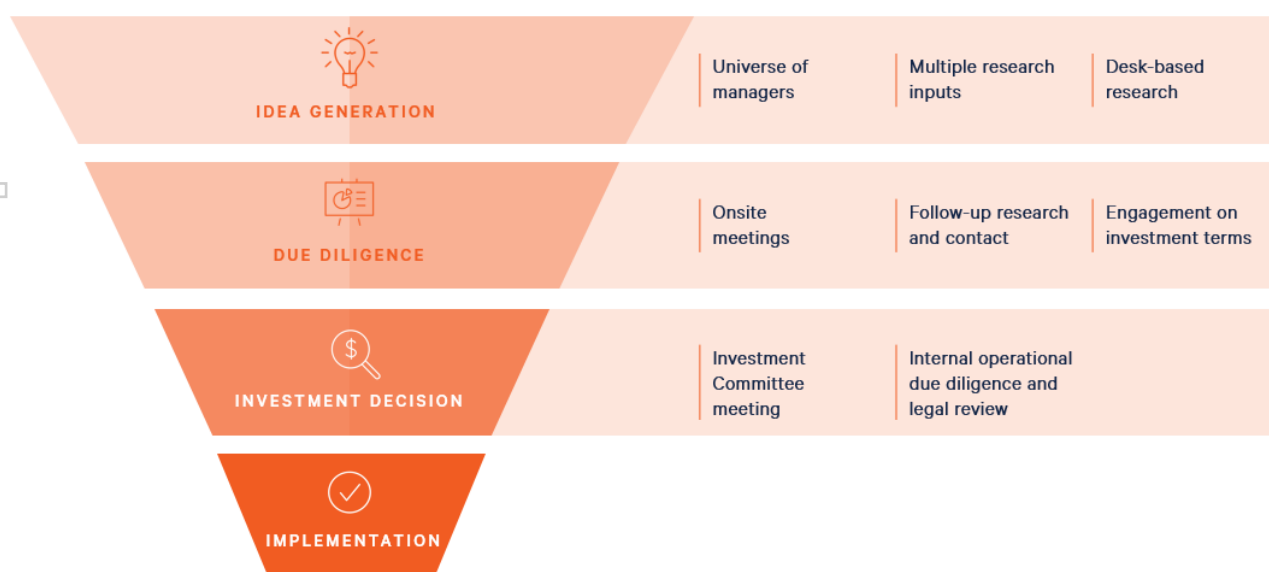 IDEA GENERATION
Universe of
managers
Multiple research
inputs
Desk-based
research
DUE DILIGENCE
Onsite
meetings
Follow-up research
and contact
Engagement on
investment terms
$
INVESTMENT DECISION
Investment
Committee
meeting
Internal operational
due diligence and
legal review
IMPLEMENTATION